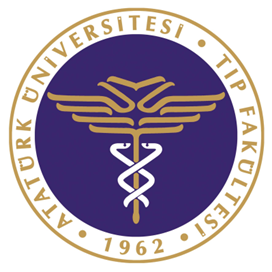 ATATÜRK ÜNİVERSİTESİ • TIP FAKÜLTESİ •
1962 •